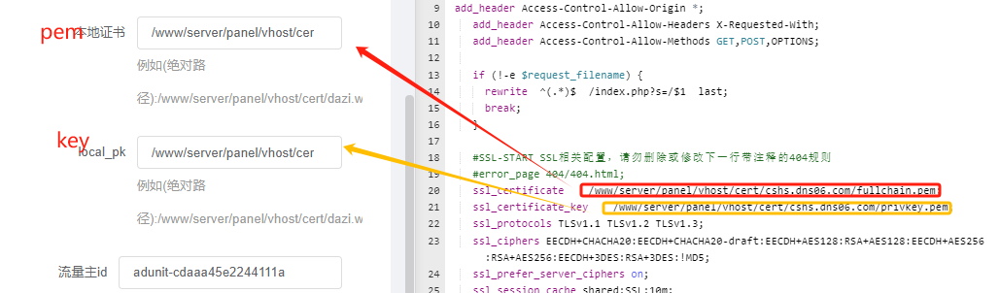 pem
本地证书
/www/server/panel/vhost/cer
例如(绝对路
径):/www/server/panel/vhost/cert/dazi.w
key
local_pk
/www/server/panel/vhost/cer
例如(绝对路
径):/www/server/panel/vhost/cert/dazi.w
流量主id
adunit-cdaaa45e2244111a
9 add_header Access-Control-Allow-Origin *;
10 add_header Access-Control-Allow-Headers X-Requested-With;
11 add_header Access-Control-Allow-Methods GET,POST,OPTIONS;
12
13 if (!-e $request_filename) {
14 rewrite ^(.*)$ /index.php?s=/$1 last;
15 break;
16 }
17
18 #SSL-START SSL相关配置，请勿删除或修改下一行带注释的404规则
19 #error_page 404/404.html;
20 ssl_certificate /www/server/panel/vhost/cert/cshs.dns06.com/fullchain.pem
21 ssl_certificate_key /www/server/panel/vhost/cert/cshs.dns06.com/privkey.pem
22 ssl_protocols TLSv1.1 TLSv1.2 TLSv1.3;
23 ssl_ciphers EECDH+CHACHA20:EECDH+CHACHA20-draft:EECDH+AES128:RSA+AES128:EECDH+AES256
:RSA+AES256:EECDH+3DES:RSA+3DES:!MD5;
24 ssl_prefer_server_ciphers on;
25 ssl_session_cache shared:SSL:10m;